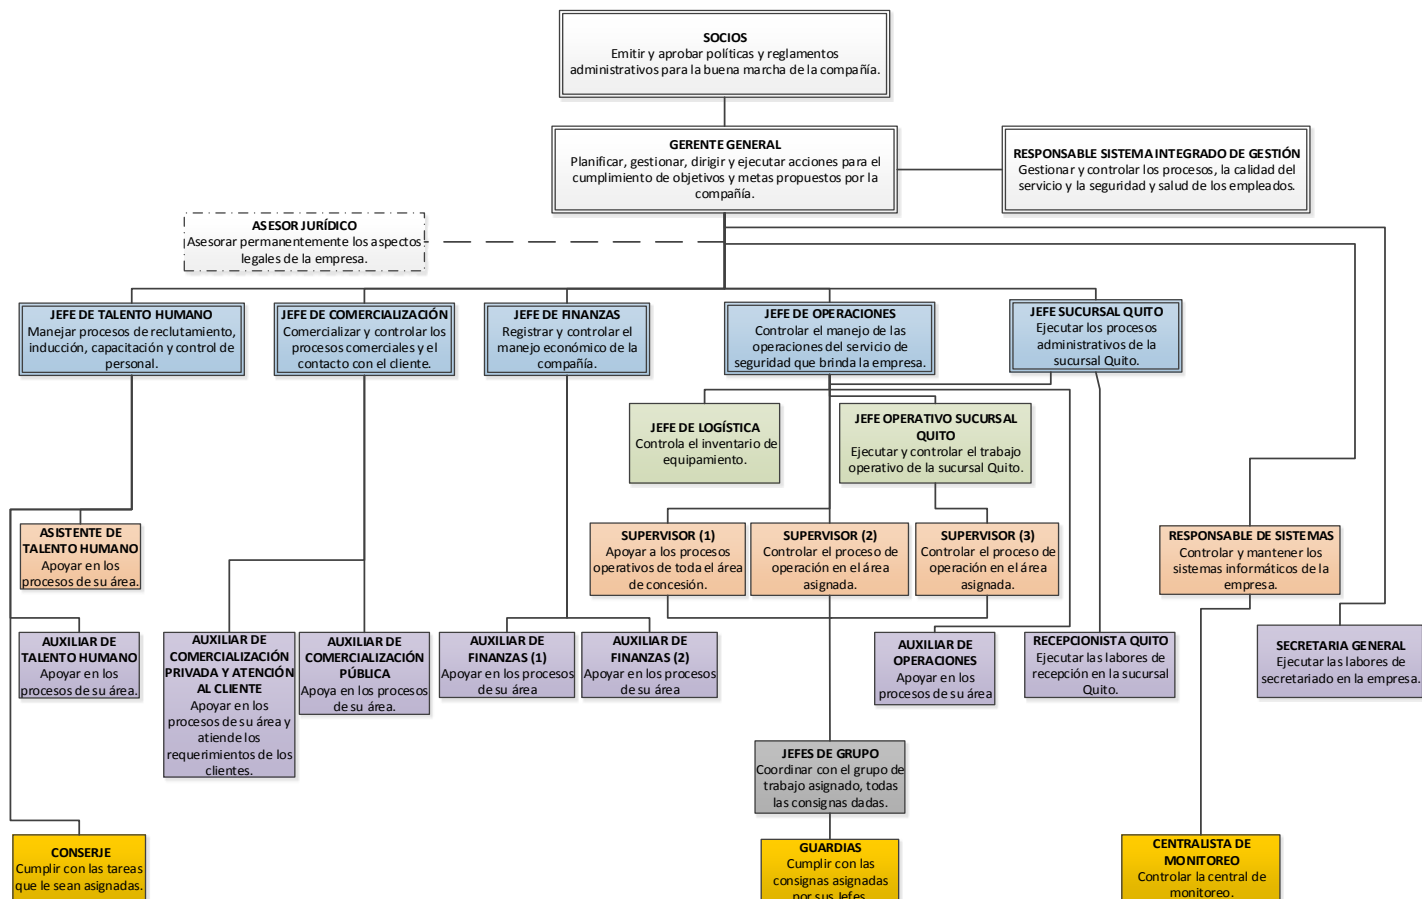 SOCIOS
Emitir y aprobar políticas y reglamentos
administrativos para la buena marcha de la compañía.
GERENTE GENERAL
Planificar, gestionar, dirigir y ejecutar acciones para el
cumplimiento de objetivos y metas propuestos por la
compañía.
RESPONSABLE SISTEMA INTEGRADO DE GESTIÓN
Gestionar y controlar los procesos, la calidad del
servicio y la seguridad y salud de los empleados.
ASESOR JURÍDICO
Asesorar permanentemente los aspectos
legales de la empresa.
JEFE DE TALENTO HUMANO
Manejar procesos de reclutamiento,
inducción, capacitación y control de
personal.
JEFE DE COMERCIALIZACIÓN
Comercializar y controlar los
procesos comerciales y el
contacto con el cliente.
JEFE DE FINANZAS
Registrar y controlar el
manejo económico de la
compañía.
JEFE DE OPERACIONES
Controlar el manejo de las
operaciones del servicio de
seguridad que brinda la empresa.
JEFE SUCURSAL QUITO
Ejecutar los procesos
administrativos de la
sucursal Quito.
JEFE DE LOGÍSTICA
Controla el inventario de
equipamiento.
JEFE OPERATIVO SUCURSAL
QUITO
Ejecutar y controlar el trabajo
operativo de la sucursal Quito.
ASISTENTE DE
TALENTO HUMANO
Apoyar en los
procesos de su área.
SUPERVISOR (1)
Apoyar a los procesos
operativos de toda el área
de concesión.
SUPERVISOR (2)
Controlar el proceso de
operación en el área
asignada.
SUPERVISOR (3)
Controlar el proceso de
operación en el área
asignada.
RESPONSABLE DE SISTEMAS
Controlar y mantener los
sistemas informáticos de la
empresa.
AUXILIAR DE
TALENTO HUMANO
Apoyar en los
procesos de su área.
AUXILIAR DE
COMERCIALIZACIÓN
PRIVADA Y ATENCIÓN
AL CLIENTE
Apoyar en los
procesos de su área y
atiende los
requerimientos de los
clientes.
AUXILIAR DE
COMERCIALIZACIÓN
PÚBLICA
Apoya en los procesos
de su área.
AUXILIAR DE
FINANZAS (1)
Apoyar en los procesos
de su área
AUXILIAR DE
FINANZAS (2)
Apoyar en los procesos
de su área
AUXILIAR DE
OPERACIONES
Apoyar en los
procesos de su área
RECEPCIONISTA QUITO
Ejecutar las labores de
recepción en la sucursal
Quito.
SECRETARIA GENERAL
Ejecutar las labores de
secretariado en la empresa.
JEFES DE GRUPO
Coordinar con el grupo de
trabajo asignado, todas
las consignas dadas.
CONSERJE
Cumplir con las tareas
que le sean asignadas.
GUARDIAS
Cumplir con las
consignas asignadas
por sus Jefes.
CENTRALISTA DE
MONITOREO
Controlar la central de
monitoreo.